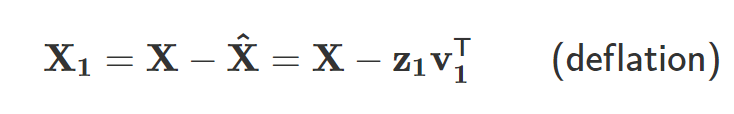 X₁ = X − X̂ = X − z₁v₁ᵀ (deflation)